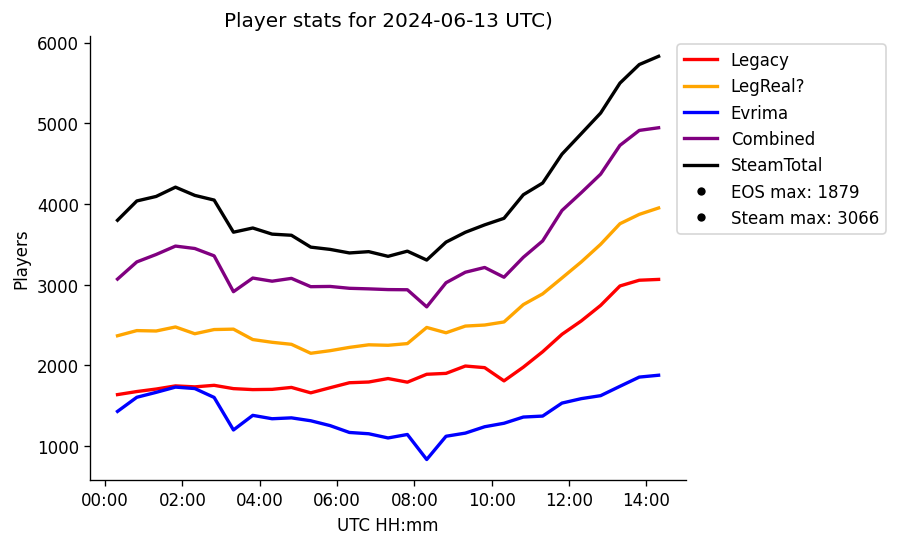 Player stats for 2024-06-13 UTC)
6000
5000
4000
3000
2000
1000
Players
00:00 02:00 04:00 06:00 08:00 10:00 12:00 14:00
UTC HH:mm
Legacy
LegReal?
Evrima
Combined
SteamTotal
EOS max: 1879
Steam max: 3066